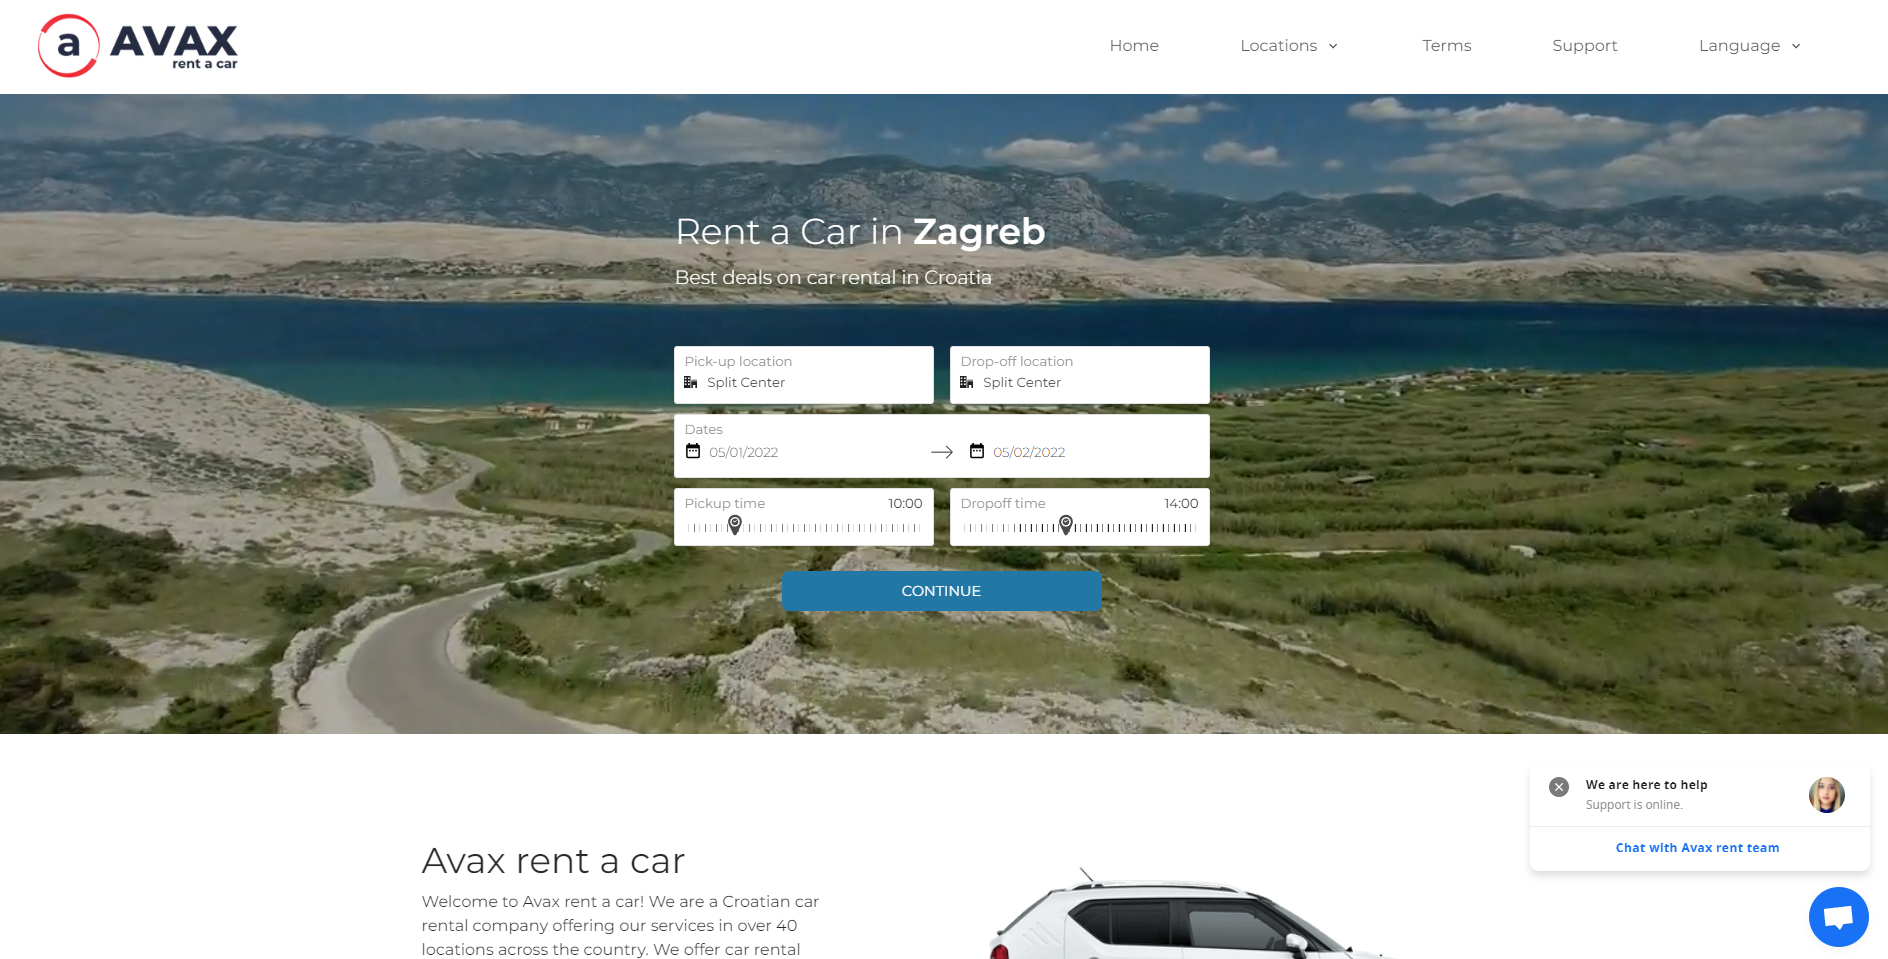 a AVAX
rent a car
Home
Locations
Terms
Support
Language
Rent a Car in Zagreb
Best deals on car rental in Croatia
Pick-up location
Split Center
Drop-off location
Split Center
Dates
05/01/2022
05/02/2022
Pickup time 10:00
Dropoff time 14:00
CONTINUE
We are here to help
Support is online.
Chat with Avax rent team
Avax rent a car
Welcome to Avax rent a car! We are a Croatian car
rental company offering our services in over 40
locations across the country. We offer car rental